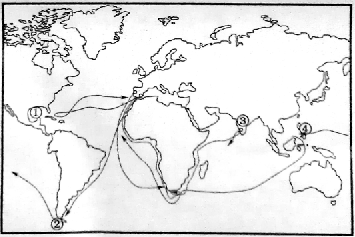 ①
③
④
②